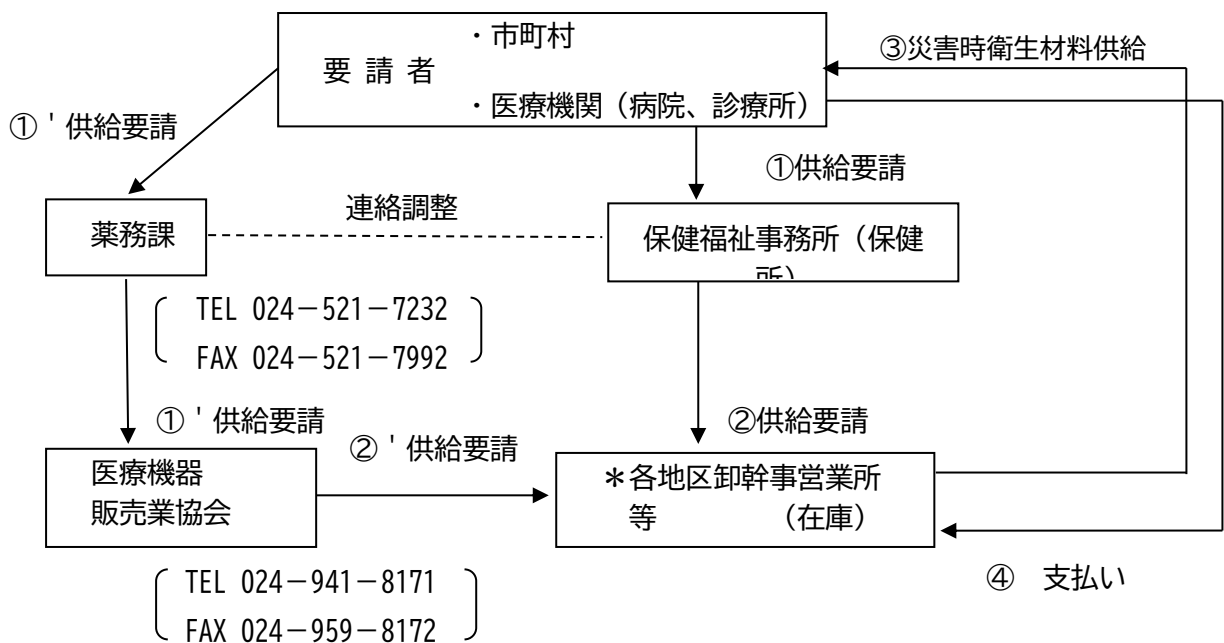 ・市町村
要 請 者
・医療機関（病院、診療所）
③災害時衛生材料供給
①'供給要請
①供給要請
薬務課
連絡調整
保健福祉事務所（保健
所）
TEL 024－521－7232
FAX 024－521－7992
①'供給要請
②'供給要請
②供給要請
医療機器
販売業協会
＊各地区卸幹事営業所
等　　　　（在庫）
④　支払い
TEL 024－941－8171
FAX 024－959－8172